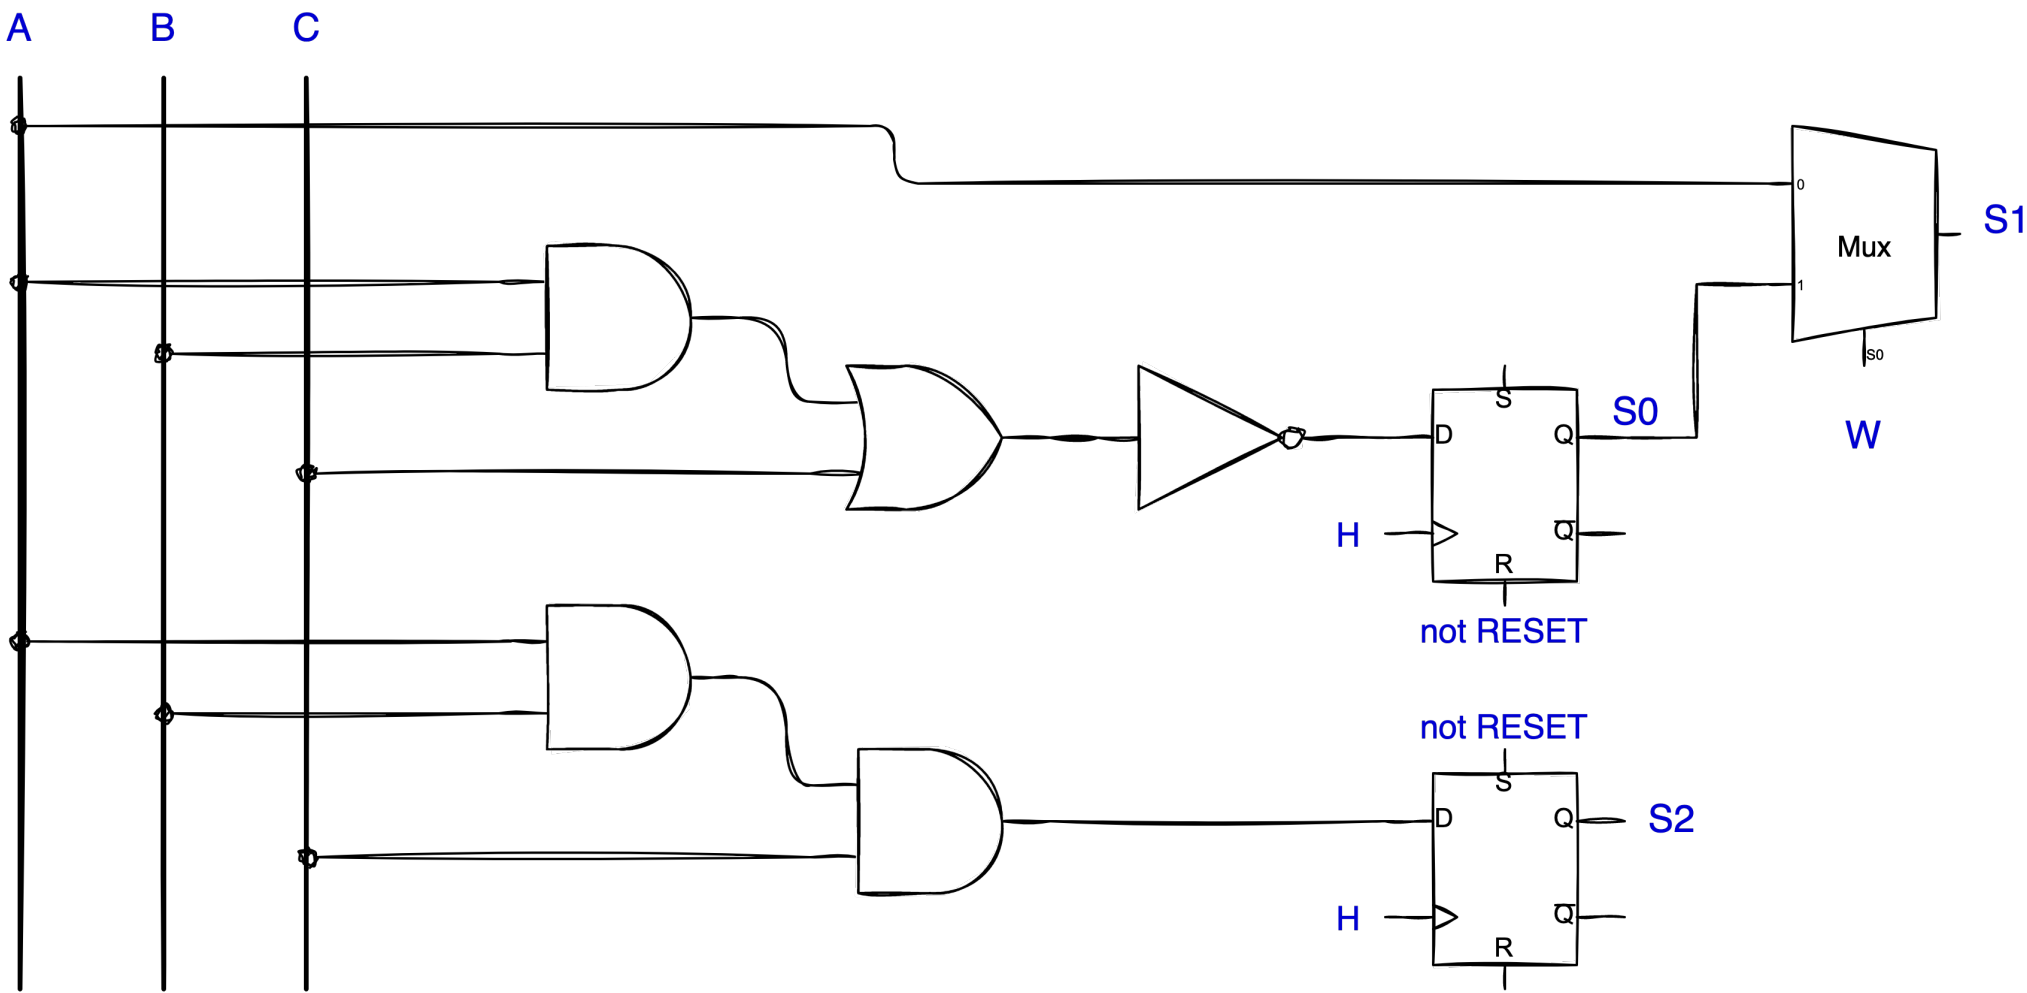 A B C
0
Mux
S1
1
S0
W
S
D Q
S0
H
Q̅
R
not RESET
not RESET
S
D Q
S2
H
Q̅
R